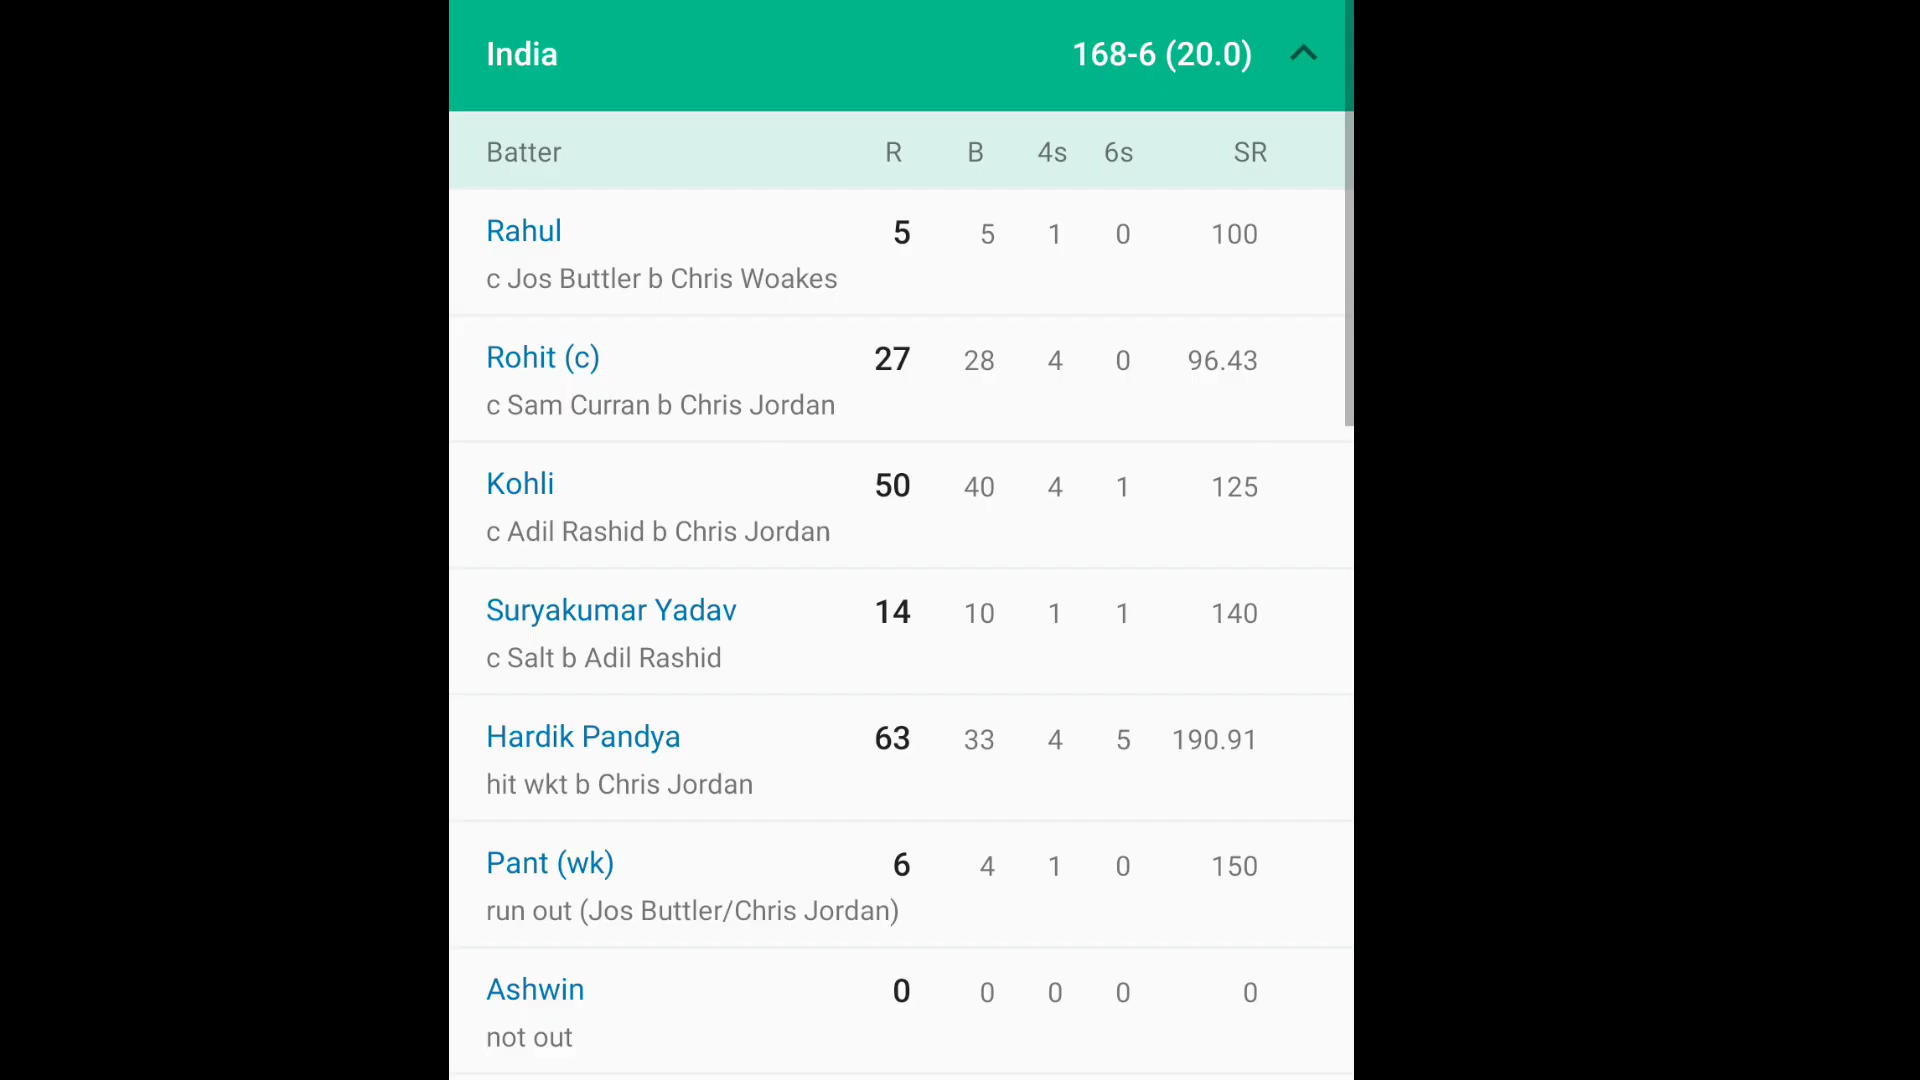 India 168-6 (20.0)
Batter R B 4s 6s SR
Rahul 5 5 1 0 100
c Jos Buttler b Chris Woakes
Rohit (c) 27 28 4 0 96.43
c Sam Curran b Chris Jordan
Kohli 50 40 4 1 125
c Adil Rashid b Chris Jordan
Suryakumar Yadav 14 10 1 1 140
c Salt b Adil Rashid
Hardik Pandya 63 33 4 5 190.91
hit wkt b Chris Jordan
Pant (wk) 6 4 1 0 150
run out (Jos Buttler/Chris Jordan)
Ashwin 0 0 0 0 0
not out